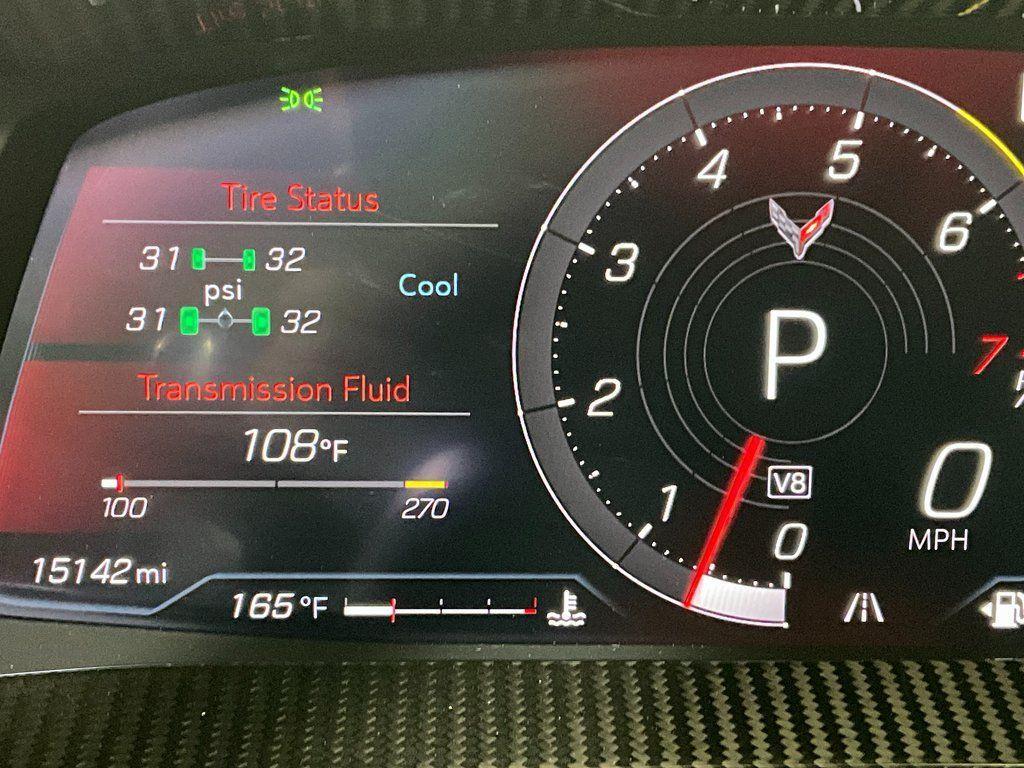 Tire Status
31 32
psi
Cool
31 32
Transmission Fluid
108°F
100 270
15142 mi
165 °F
0
1
2
3
4
5
6
7
P
V8
0
MPH